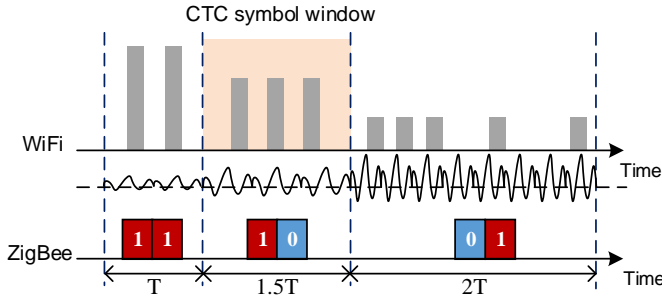 CTC symbol window
WiFi
Time
1 1 1 0 0 1
ZigBee
T 1.5T 2T
Time